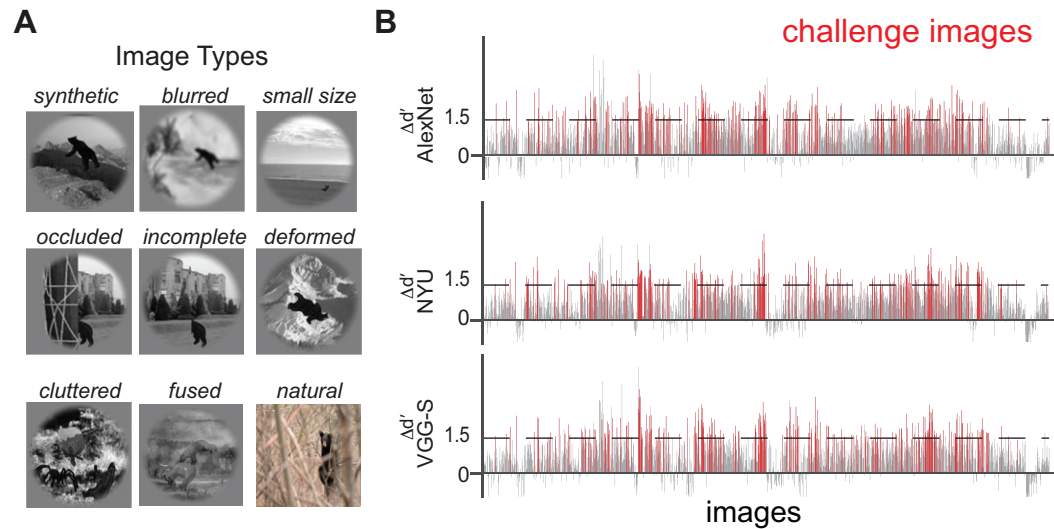 A
Image Types
synthetic
blurred
small size
occluded
incomplete
deformed
cluttered
fused
natural
B
challenge images
Δd′
AlexNet
1.5
0
Δd′
NYU
1.5
0
Δd′
VGG-S
1.5
0
images